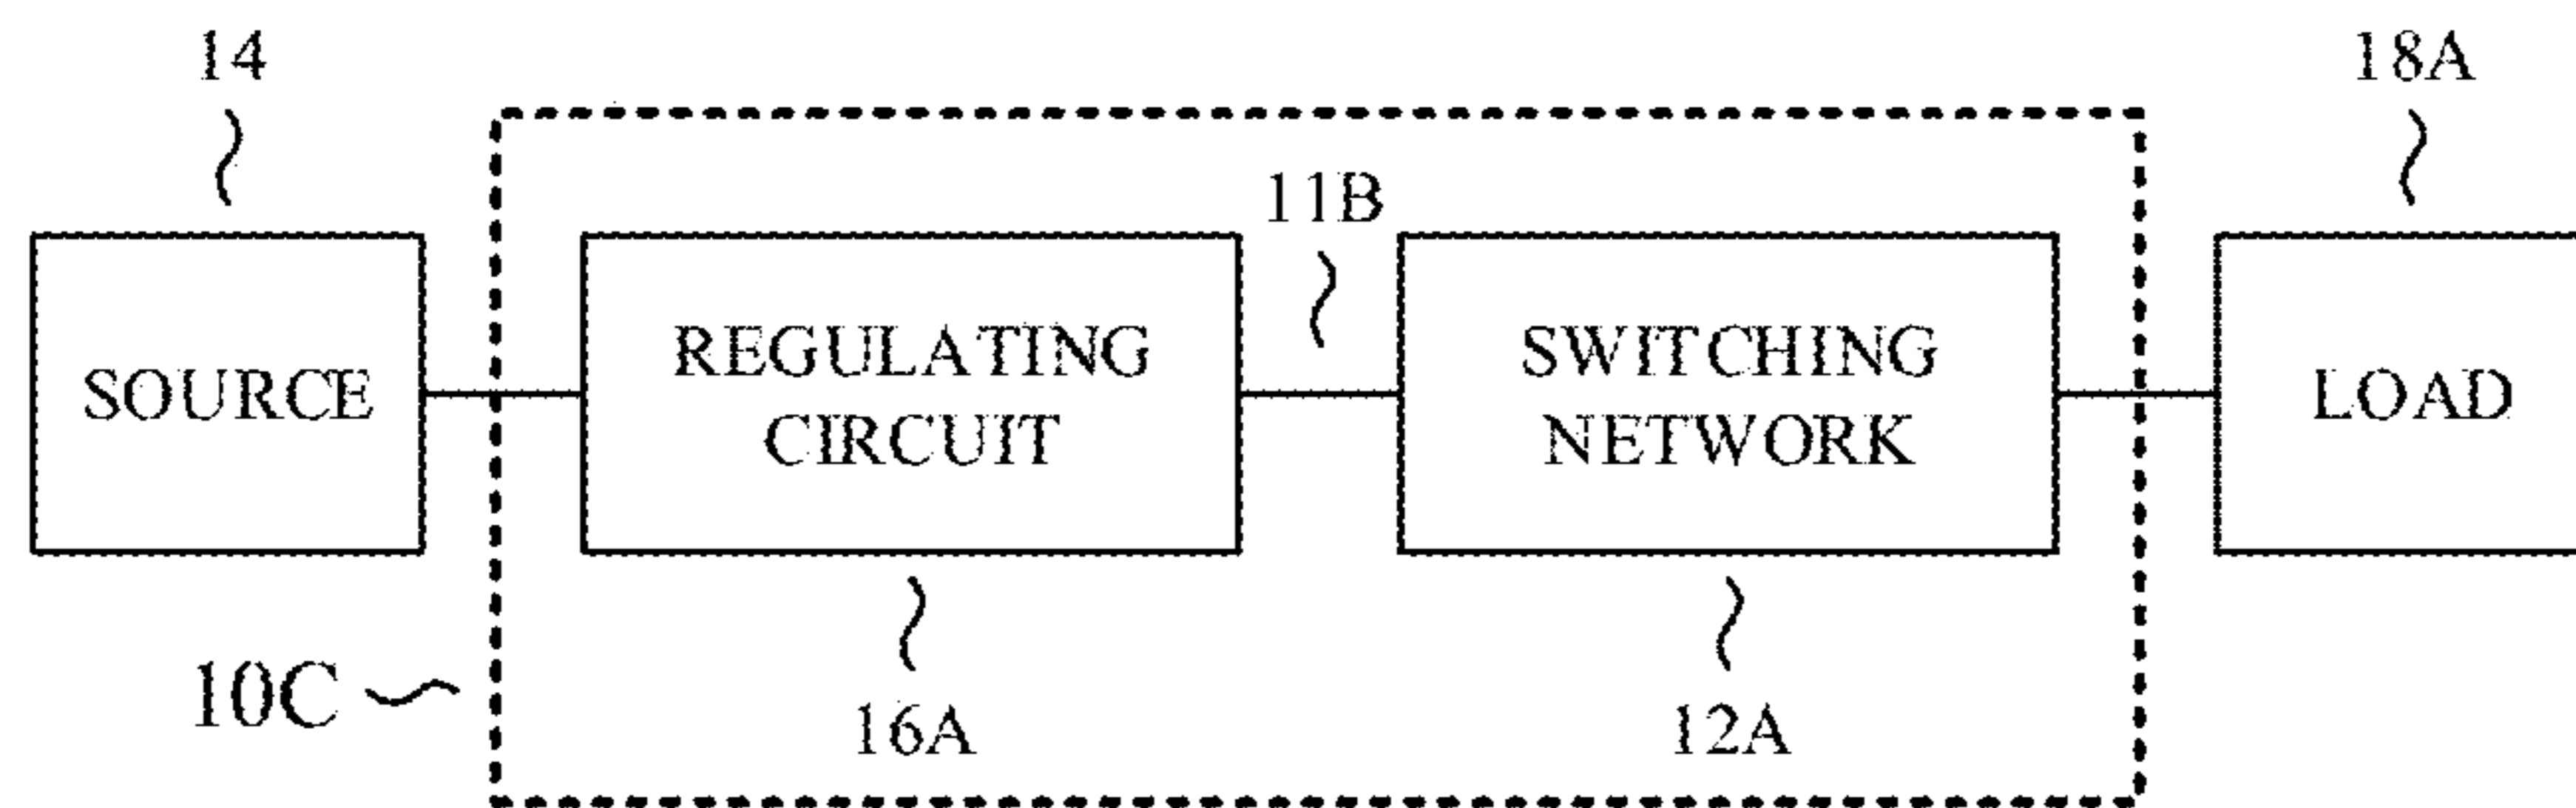 14
18A
11B
SOURCE
REGULATING
CIRCUIT
SWITCHING
NETWORK
LOAD
10C
16A
12A